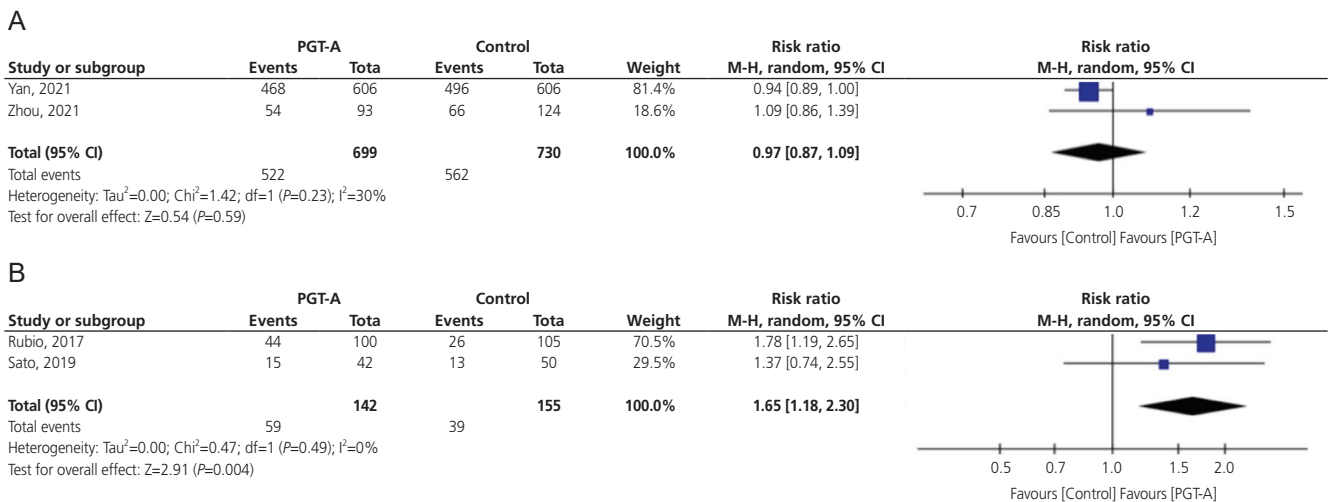 A
PGT-A Control Risk ratio Risk ratio
Study or subgroup Events Tota Events Tota Weight M-H, random, 95% CI M-H, random, 95% CI
Yan, 2021 468 606 496 606 81.4% 0.94 [0.89, 1.00]
Zhou, 2021 54 93 66 124 18.6% 1.09 [0.86, 1.39]
Total (95% CI) 699 730 100.0% 0.97 [0.87, 1.09]
Total events 522 562
Heterogeneity: Tau²=0.00; Chi²=1.42; df=1 (P=0.23); I²=30%
Test for overall effect: Z=0.54 (P=0.59)
0.7 0.85 1.0 1.2 1.5
Favours [Control] Favours [PGT-A]
B
PGT-A Control Risk ratio Risk ratio
Study or subgroup Events Tota Events Tota Weight M-H, random, 95% CI M-H, random, 95% CI
Rubio, 2017 44 100 26 105 70.5% 1.78 [1.19, 2.65]
Sato, 2019 15 42 13 50 29.5% 1.37 [0.74, 2.55]
Total (95% CI) 142 155 100.0% 1.65 [1.18, 2.30]
Total events 59 39
Heterogeneity: Tau²=0.00; Chi²=0.47; df=1 (P=0.49); I²=0%
Test for overall effect: Z=2.91 (P=0.004)
0.5 0.7 1.0 1.5 2.0
Favours [Control] Favours [PGT-A]